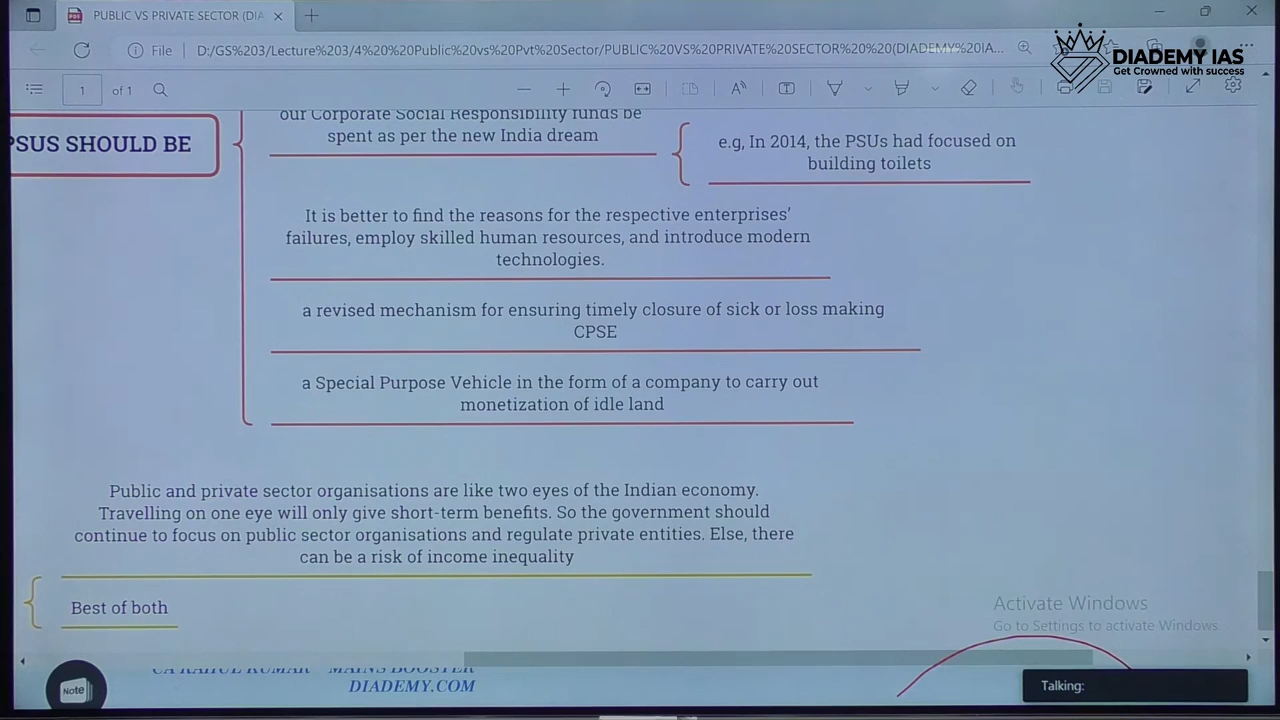 PUBLIC VS PRIVATE SECTOR (DIA
File
D:/GS%203/Lecture%203/4%20%20Public%20vs%20Pvt%20Sector/PUBLIC%20VS%20PRIVATE%20SECTOR%20%20(DIADEMY%20IA...
DIADEMY IAS
Get Crowned with success
1 of 1
PSUS SHOULD BE
our Corporate Social Responsibility funds be
spent as per the new India dream
e.g, In 2014, the PSUs had focused on
building toilets
It is better to find the reasons for the respective enterprises'
failures, employ skilled human resources, and introduce modern
technologies.
a revised mechanism for ensuring timely closure of sick or loss making
CPSE
a Special Purpose Vehicle in the form of a company to carry out
monetization of idle land
Public and private sector organisations are like two eyes of the Indian economy.
Travelling on one eye will only give short-term benefits. So the government should
continue to focus on public sector organisations and regulate private entities. Else, there
can be a risk of income inequality
Best of both
Activate Windows
Go to Settings to activate Windows.
CA RAHUL KUMAR MAINS BOOSTER
DIADEMY.COM
Note
Talking: